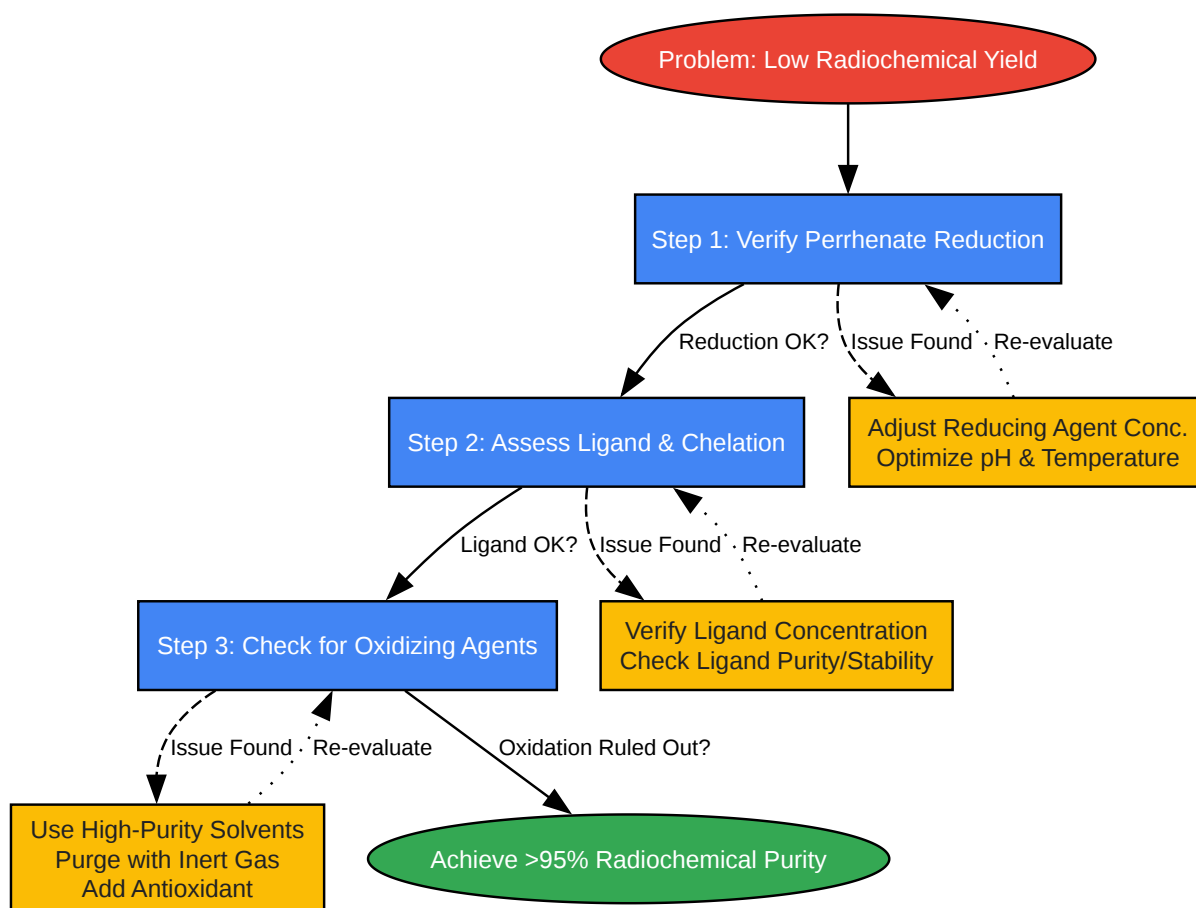 Problem: Low Radiochemical Yield
Step 1: Verify Perrhenate Reduction
Reduction OK?
Issue Found
Re-evaluate
Adjust Reducing Agent Conc.
Optimize pH & Temperature
Step 2: Assess Ligand & Chelation
Ligand OK?
Issue Found
Re-evaluate
Verify Ligand Concentration
Check Ligand Purity/Stability
Step 3: Check for Oxidizing Agents
Issue Found
Re-evaluate
Oxidation Ruled Out?
Use High-Purity Solvents
Purge with Inert Gas
Add Antioxidant
Achieve >95% Radiochemical Purity